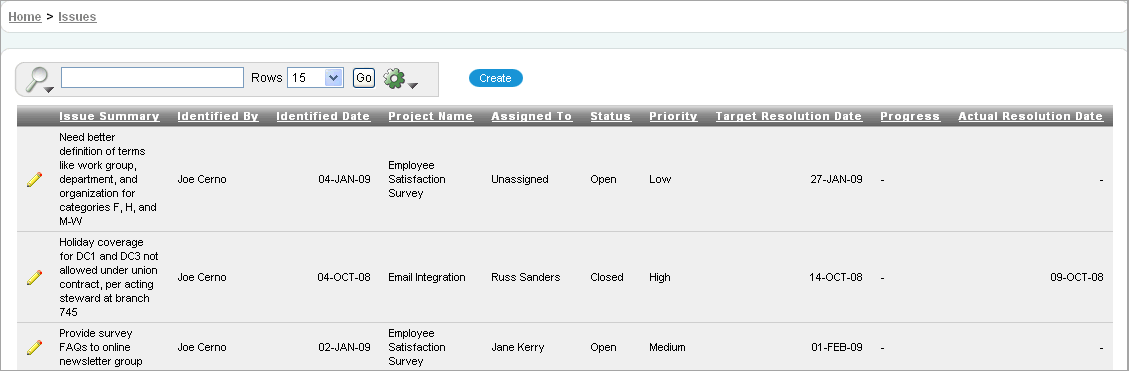 Home > Issues
Rows 15 Go Create
Issue Summary Identified By Identified Date Project Name Assigned To Status Priority Target Resolution Date Progress Actual Resolution Date
Need better
definition of terms
like work group,
department, and
organization for
categories F, H, and
M-W
Joe Cerno 04-JAN-09
Employee
Satisfaction
Survey
Unassigned Open Low 27-JAN-09 - -
Holiday coverage
for DC1 and DC3 not
allowed under union
contract, per acting
steward at branch
745
Joe Cerno 04-OCT-08 Email Integration Russ Sanders Closed High 14-OCT-08 - 09-OCT-08
Provide survey
FAQs to online
newsletter group
Joe Cerno 02-JAN-09
Employee
Satisfaction
Survey
Jane Kerry Open Medium 01-FEB-09 - -